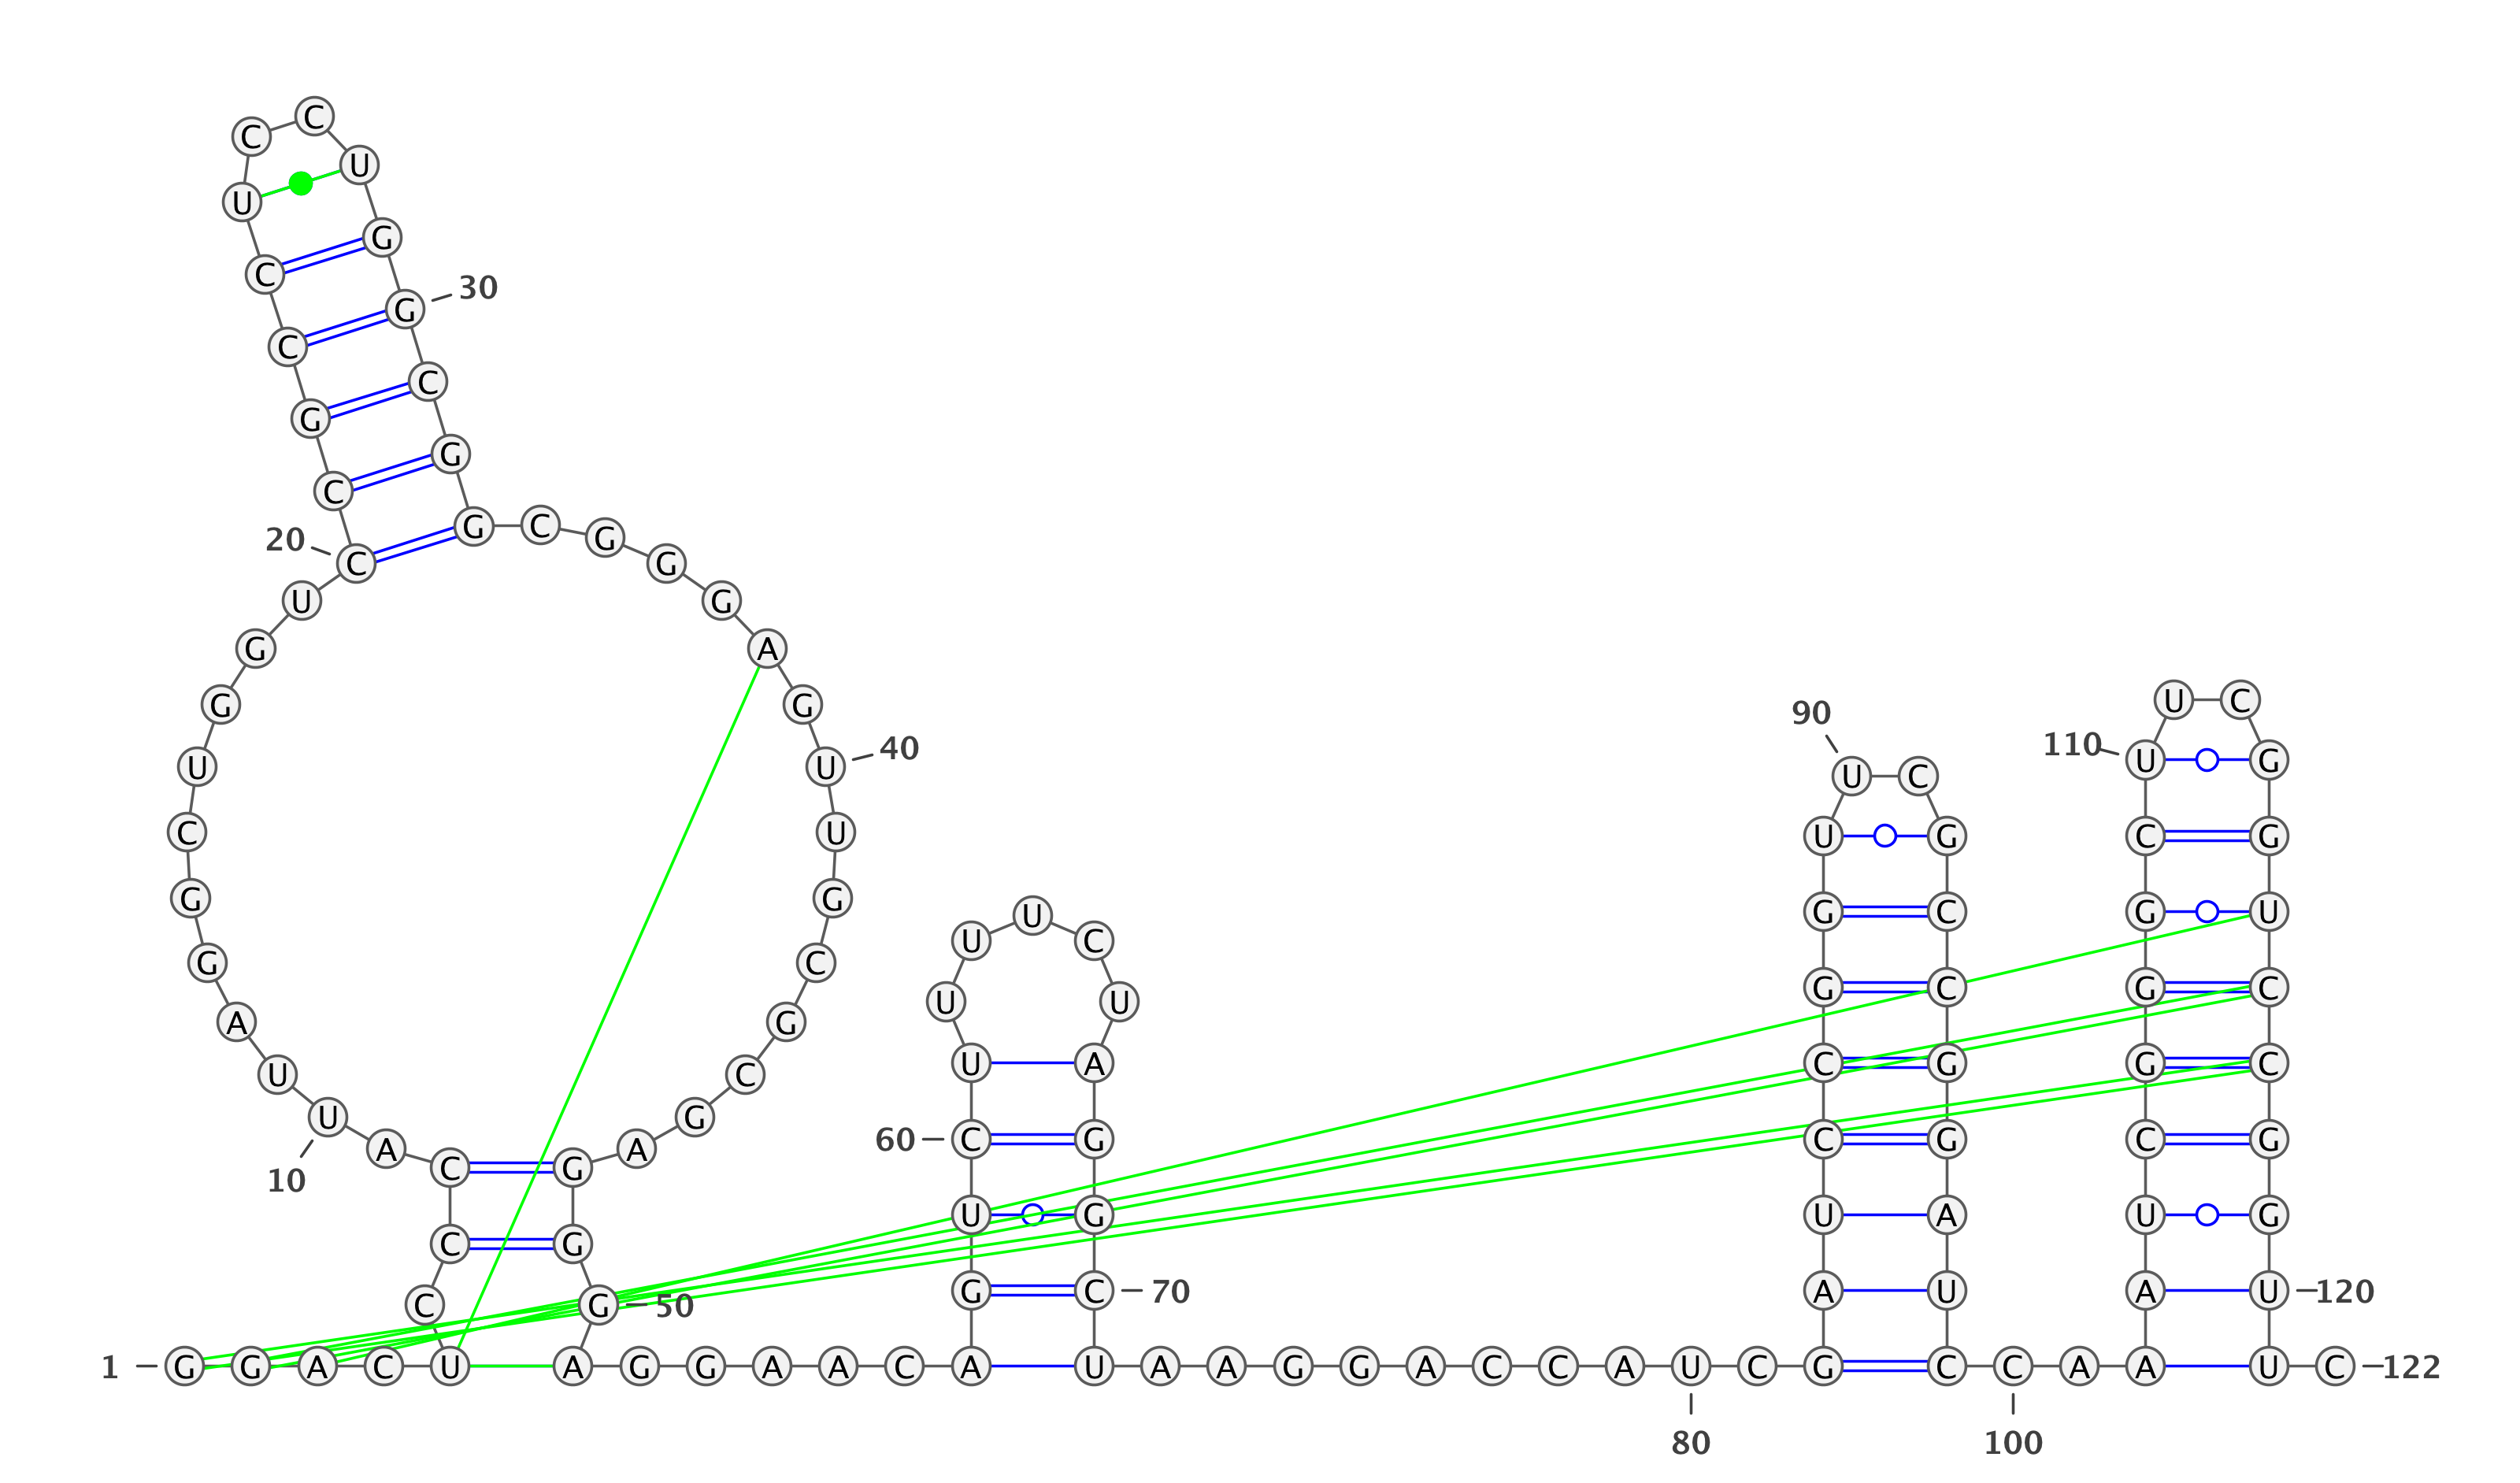 C
C
U
U
G
C
30
G
C
C
G
G
C
20 G C G
C G
U G
G A
G G U C
90
110 40
U U U G
U C
C U U G C G
G G G C G U
U U C
G C
U U G C G C
A G
U A C G G C
U C
U G
A A 60 C G C G C G
C G
10
U G U A U G
C G
G C 70 A U A U 120
C G 50
1 G G A C U A G G A A C A U A A G G A C C A U C G C C A A A U C 122
80 100